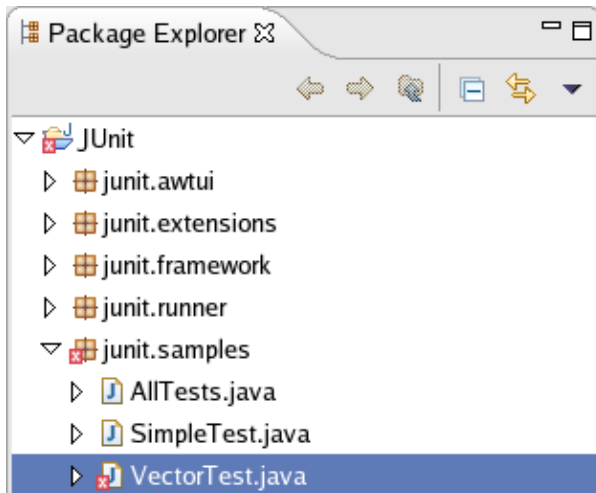 Package Explorer
JUnit
junit.awtui
junit.extensions
junit.framework
junit.runner
junit.samples
AllTests.java
SimpleTest.java
VectorTest.java